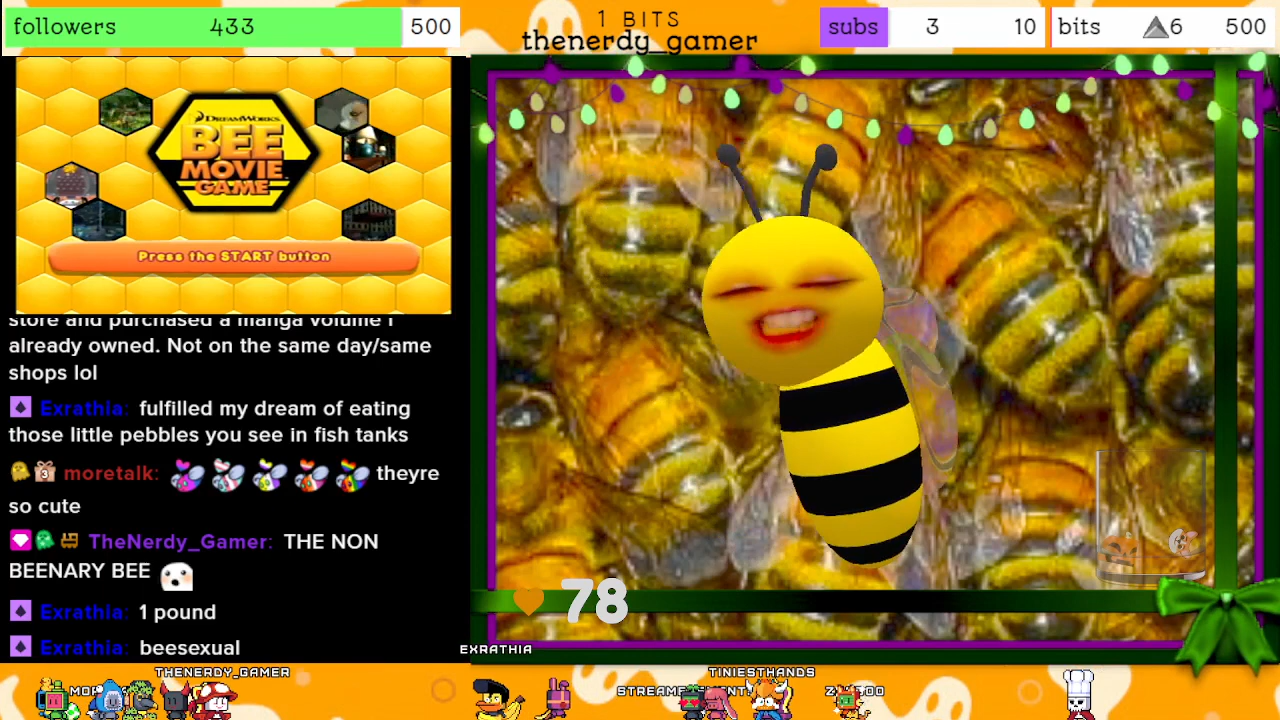 followers 433 500
1 BITS
thenerdy_gamer
subs 3 10
bits 6 500
DREAMWORKS
BEE
MOVIE
GAME
Press the START button
store and purchased a manga volume I
already owned. Not on the same day/same
shops lol
Exrathia: fulfilled my dream of eating
those little pebbles you see in fish tanks
3 moretalk: theyre
so cute
TheNerdy_Gamer: THE NON
BEENARY BEE
Exrathia: 1 pound
Exrathia: beesexual
78
EXRATHIA
THENERDY_GAMER
TINIESTHANDS